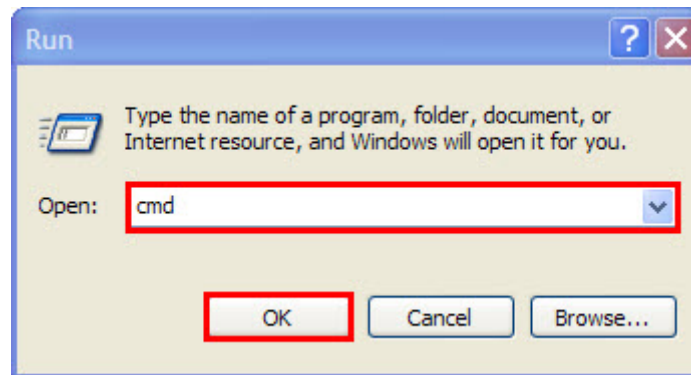 Run
Type the name of a program, folder, document, or
Internet resource, and Windows will open it for you.
Open: cmd
OK Cancel Browse...